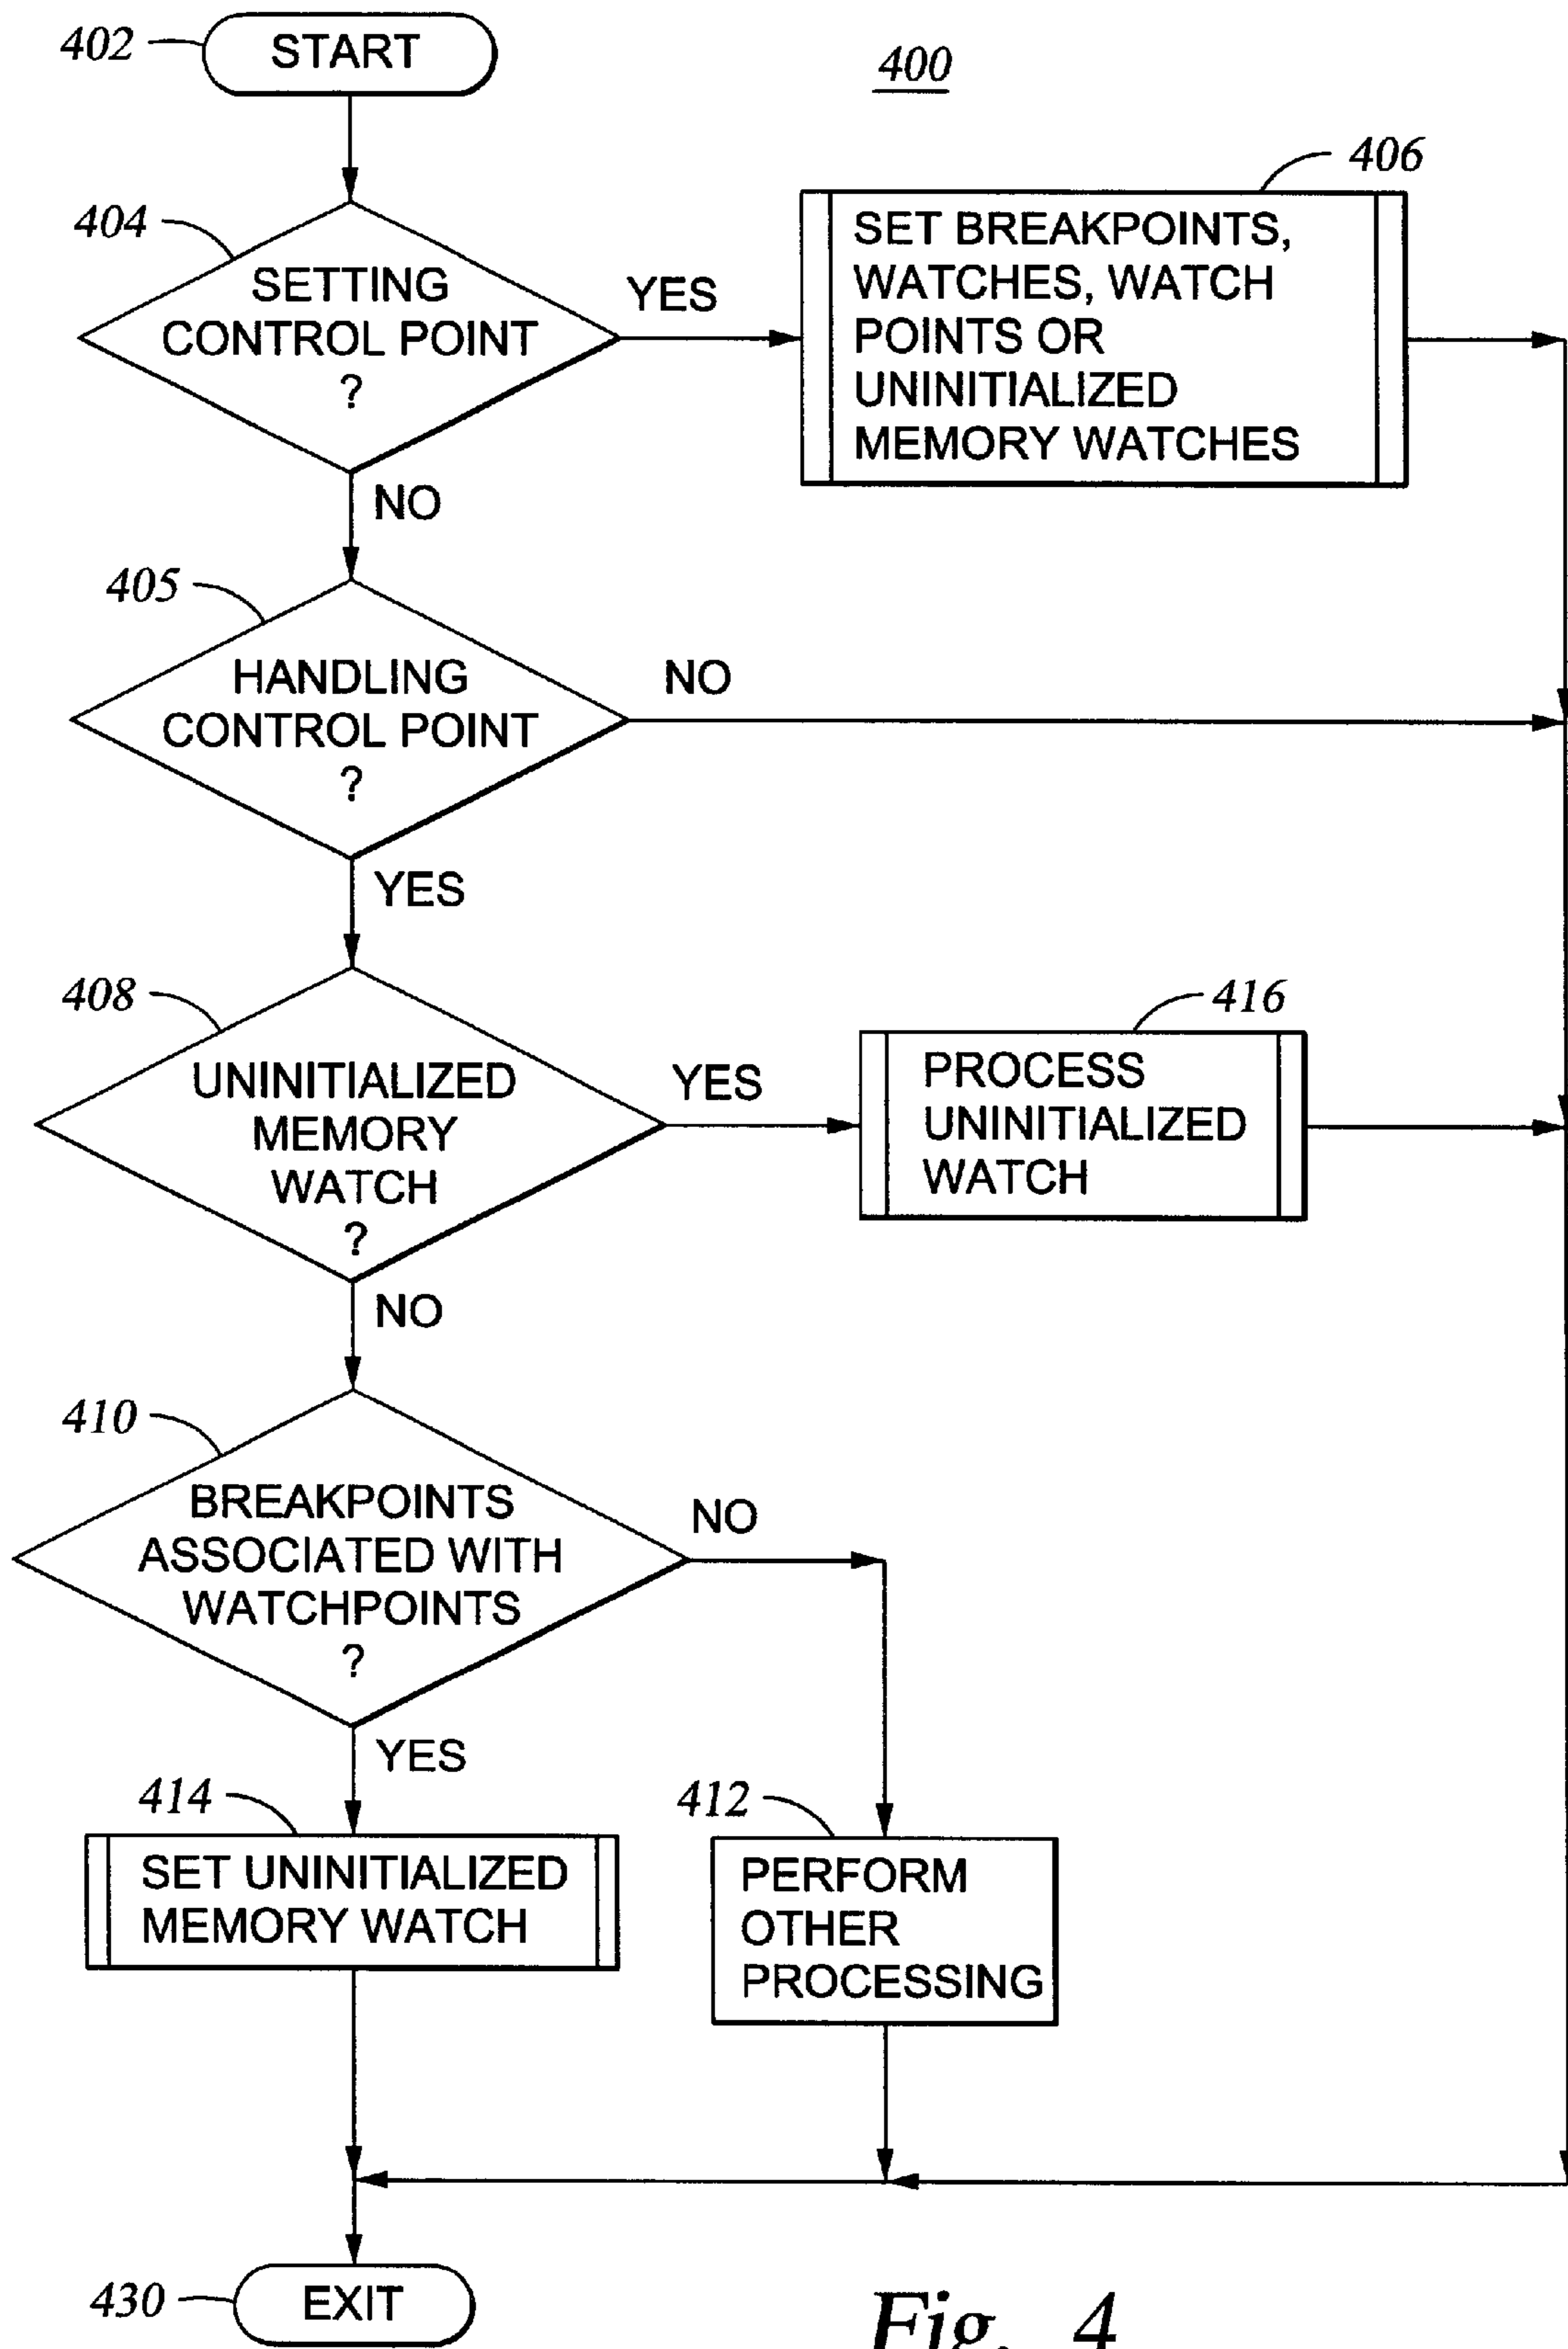 402
START
400
406
404
SETTING
CONTROL POINT
?
YES
SET BREAKPOINTS,
WATCHES, WATCH
POINTS OR
UNINITIALIZED
MEMORY WATCHES
NO
405
HANDLING
CONTROL POINT
?
NO
YES
408
UNINITIALIZED
MEMORY
WATCH
?
YES
416
PROCESS
UNINITIALIZED
WATCH
NO
410
BREAKPOINTS
ASSOCIATED WITH
WATCHPOINTS
?
NO
YES
414
SET UNINITIALIZED
MEMORY WATCH
412
PERFORM
OTHER
PROCESSING
430
EXIT
Fig. 4